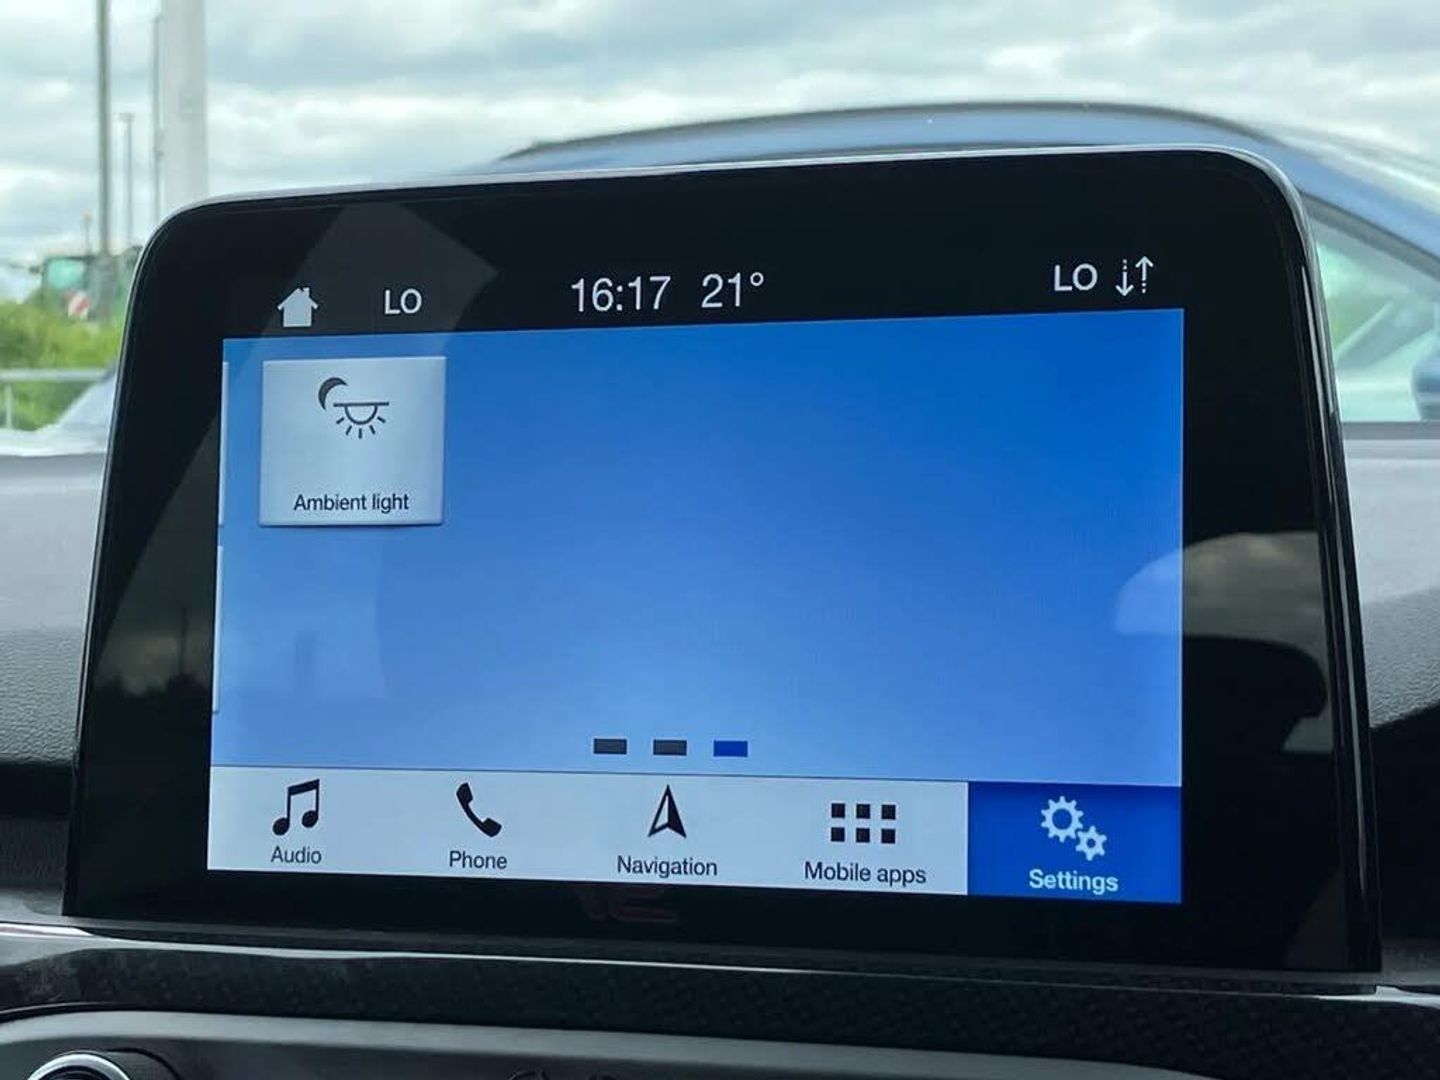 LO 16:17 21° LO
Ambient light
Audio Phone Navigation Mobile apps Settings